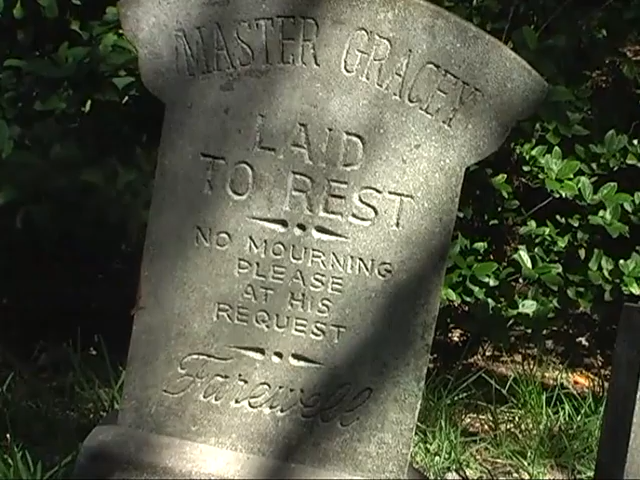 MASTER GRACEY
LAID
TO REST
NO MOURNING
PLEASE
AT HIS
REQUEST
Farewell